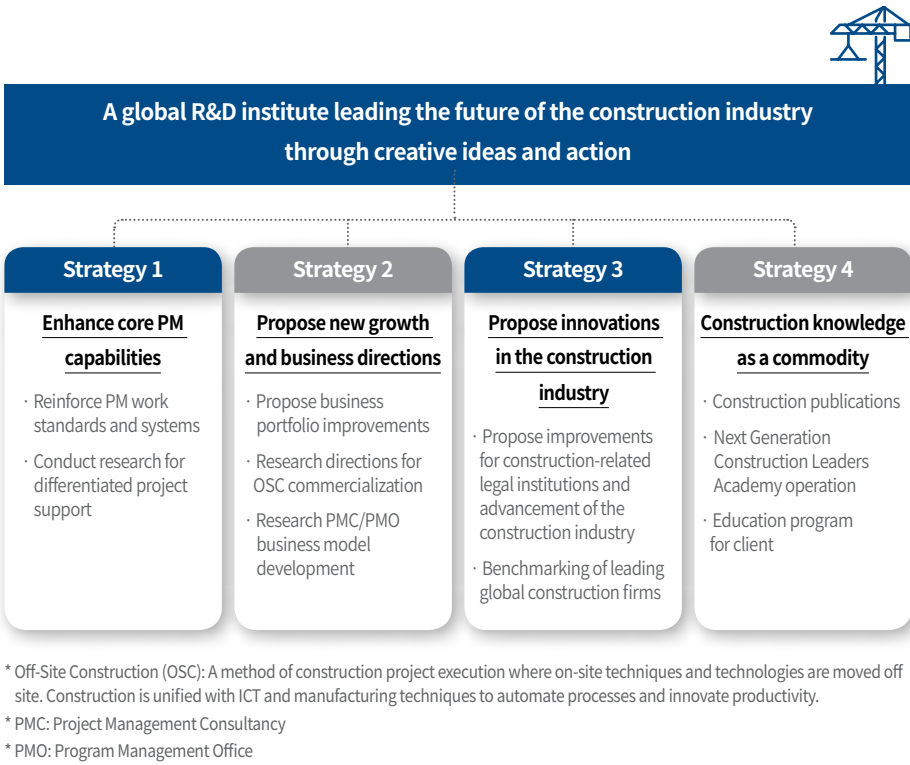 A global R&D institute leading the future of the construction industry
through creative ideas and action
Strategy 1
Enhance core PM
capabilities
· Reinforce PM work
standards and systems
· Conduct research for
differentiated project
support
Strategy 2
Propose new growth
and business directions
· Propose business
portfolio improvements
· Research directions for
OSC commercialization
· Research PMC/PMO
business model
development
Strategy 3
Propose innovations
in the construction
industry
· Propose improvements
for construction-related
legal institutions and
advancement of the
construction industry
· Benchmarking of leading
global construction firms
Strategy 4
Construction knowledge
as a commodity
· Construction publications
· Next Generation
Construction Leaders
Academy operation
· Education program
for client
* Off-Site Construction (OSC): A method of construction project execution where on-site techniques and technologies are moved off
site. Construction is unified with ICT and manufacturing techniques to automate processes and innovate productivity.
* PMC: Project Management Consultancy
* PMO: Program Management Office